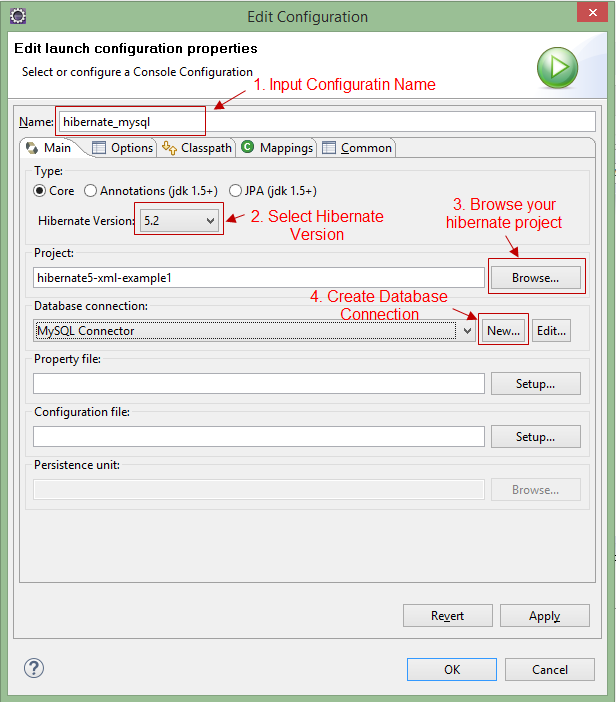 Edit Configuration
Edit launch configuration properties
Select or configure a Console Configuration
1. Input Configuratin Name
Name: hibernate_mysql
Main Options Classpath Mappings Common
Type:
Core Annotations (jdk 1.5+) JPA (jdk 1.5+)
3. Browse your
hibernate project
Hibernate Version: 5.2
2. Select Hibernate
Version
Project:
hibernate5-xml-example1 Browse...
4. Create Database
Connection
Database connection:
MySQL Connector New... Edit...
Property file:
Setup...
Configuration file:
Setup...
Persistence unit:
Browse...
Revert Apply
? OK Cancel